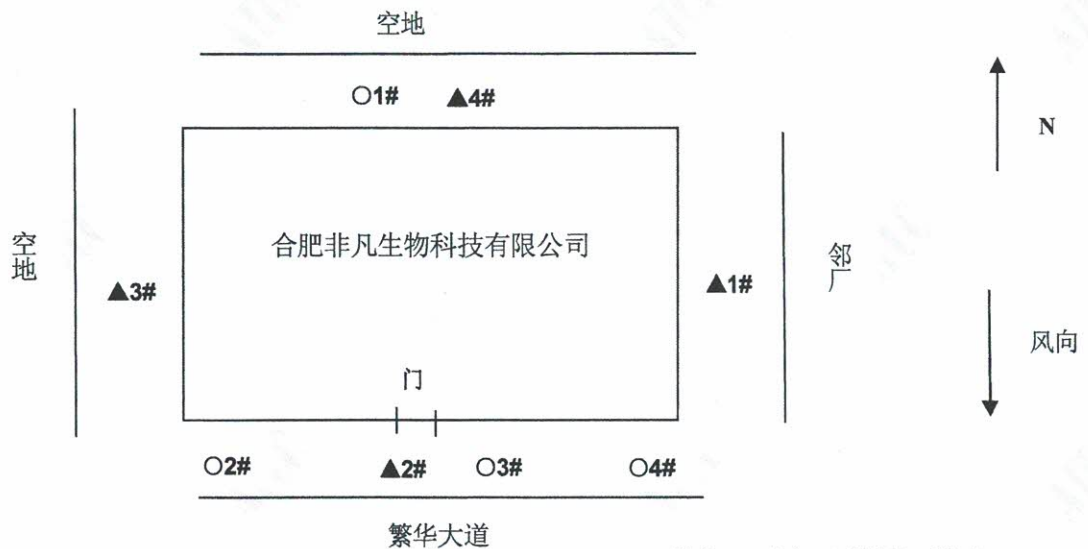 空地
○1# ▲4#
N
合肥非凡生物科技有限公司
空地
邻厂
▲3#
▲1#
风向
门
○2# ▲2# ○3# ○4#
繁华大道